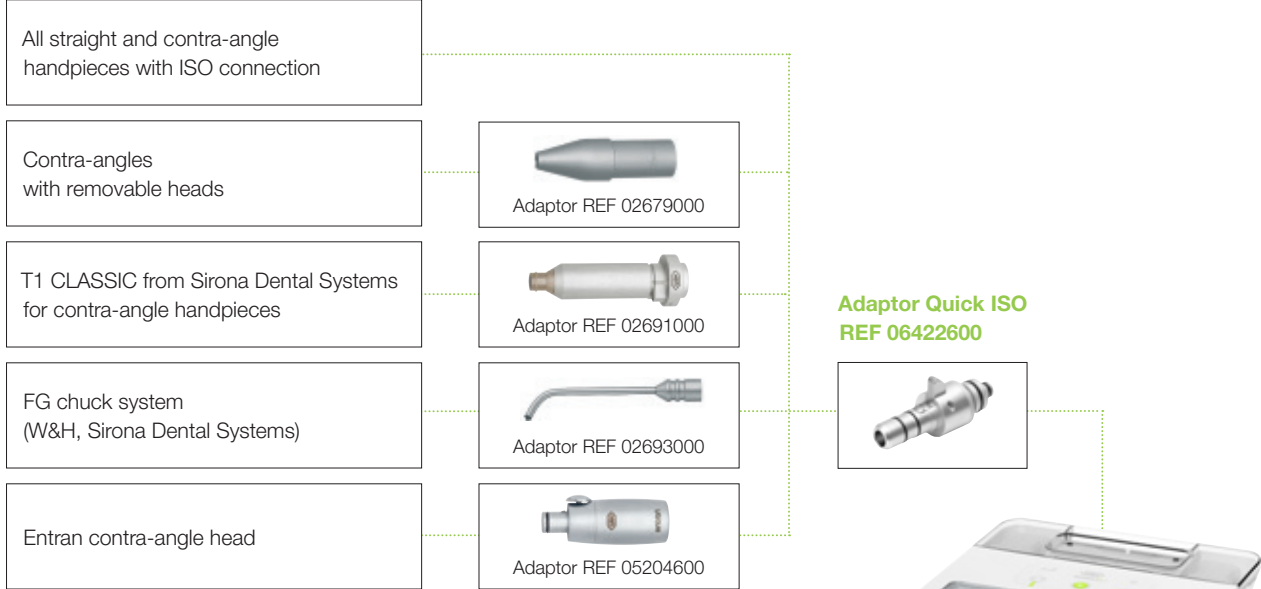 All straight and contra-angle
handpieces with ISO connection
Contra-angles
with removable heads
Adaptor REF 02679000
T1 CLASSIC from Sirona Dental Systems
for contra-angle handpieces
Adaptor REF 02691000
Adaptor Quick ISO
REF 06422600
FG chuck system
(W&H, Sirona Dental Systems)
Adaptor REF 02693000
Entran contra-angle head
Adaptor REF 05204600